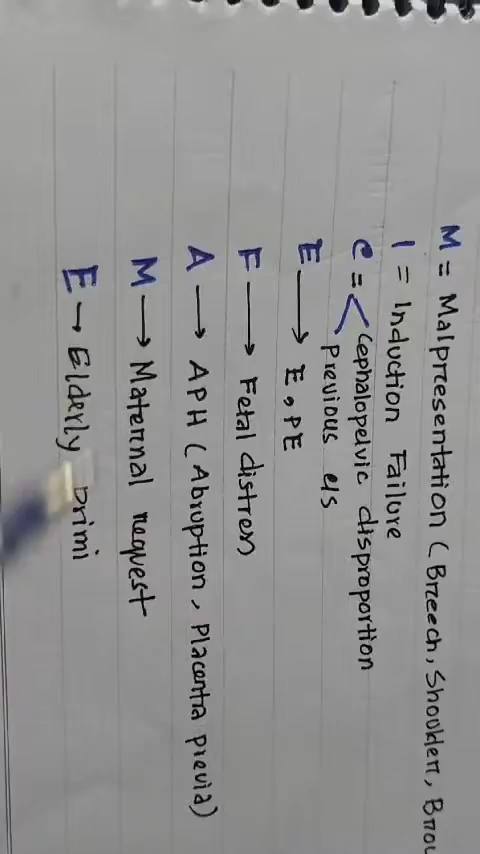 M = Malpresentation (Breech, Shoulder, Brow
I = Induction Failure
C = < Cephalopelvic disproportion
Previous c/s
E → E, PE
F → Fetal distress
A → APH (Abruption, Placenta previa)
M → Maternal request
E → Elderly primi